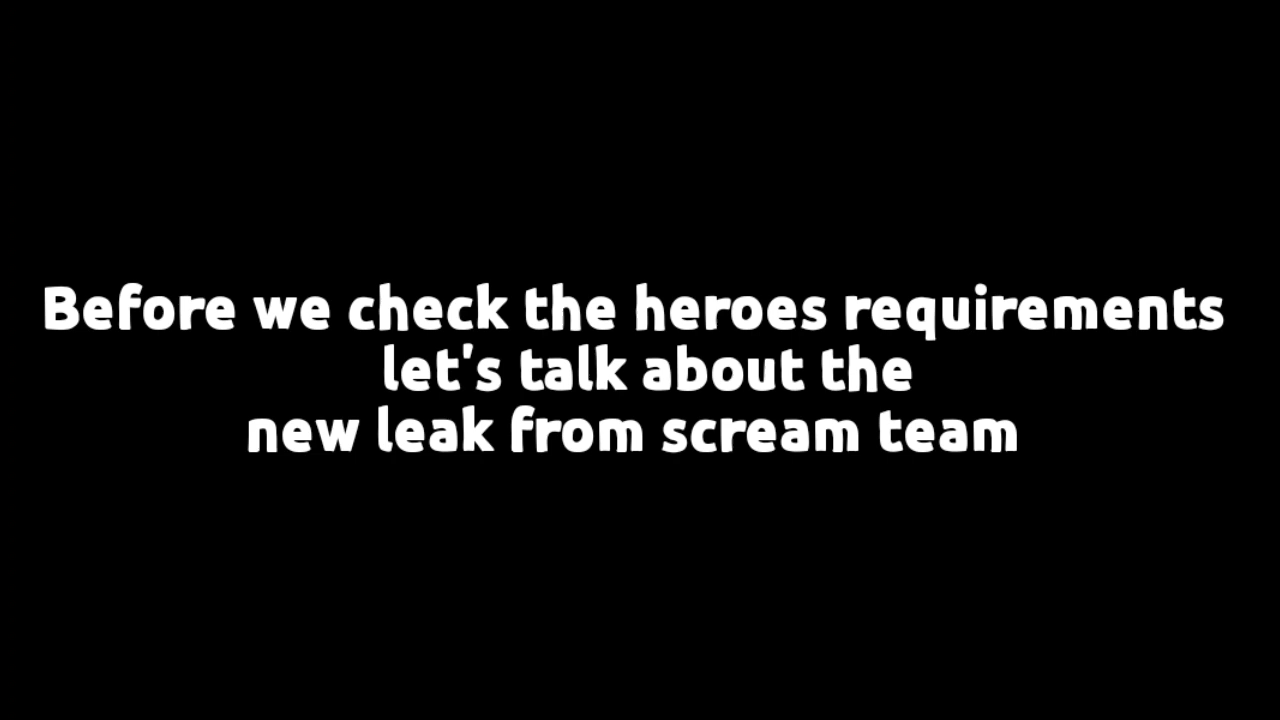 Before we check the heroes requirements
let's talk about the
new leak from scream team